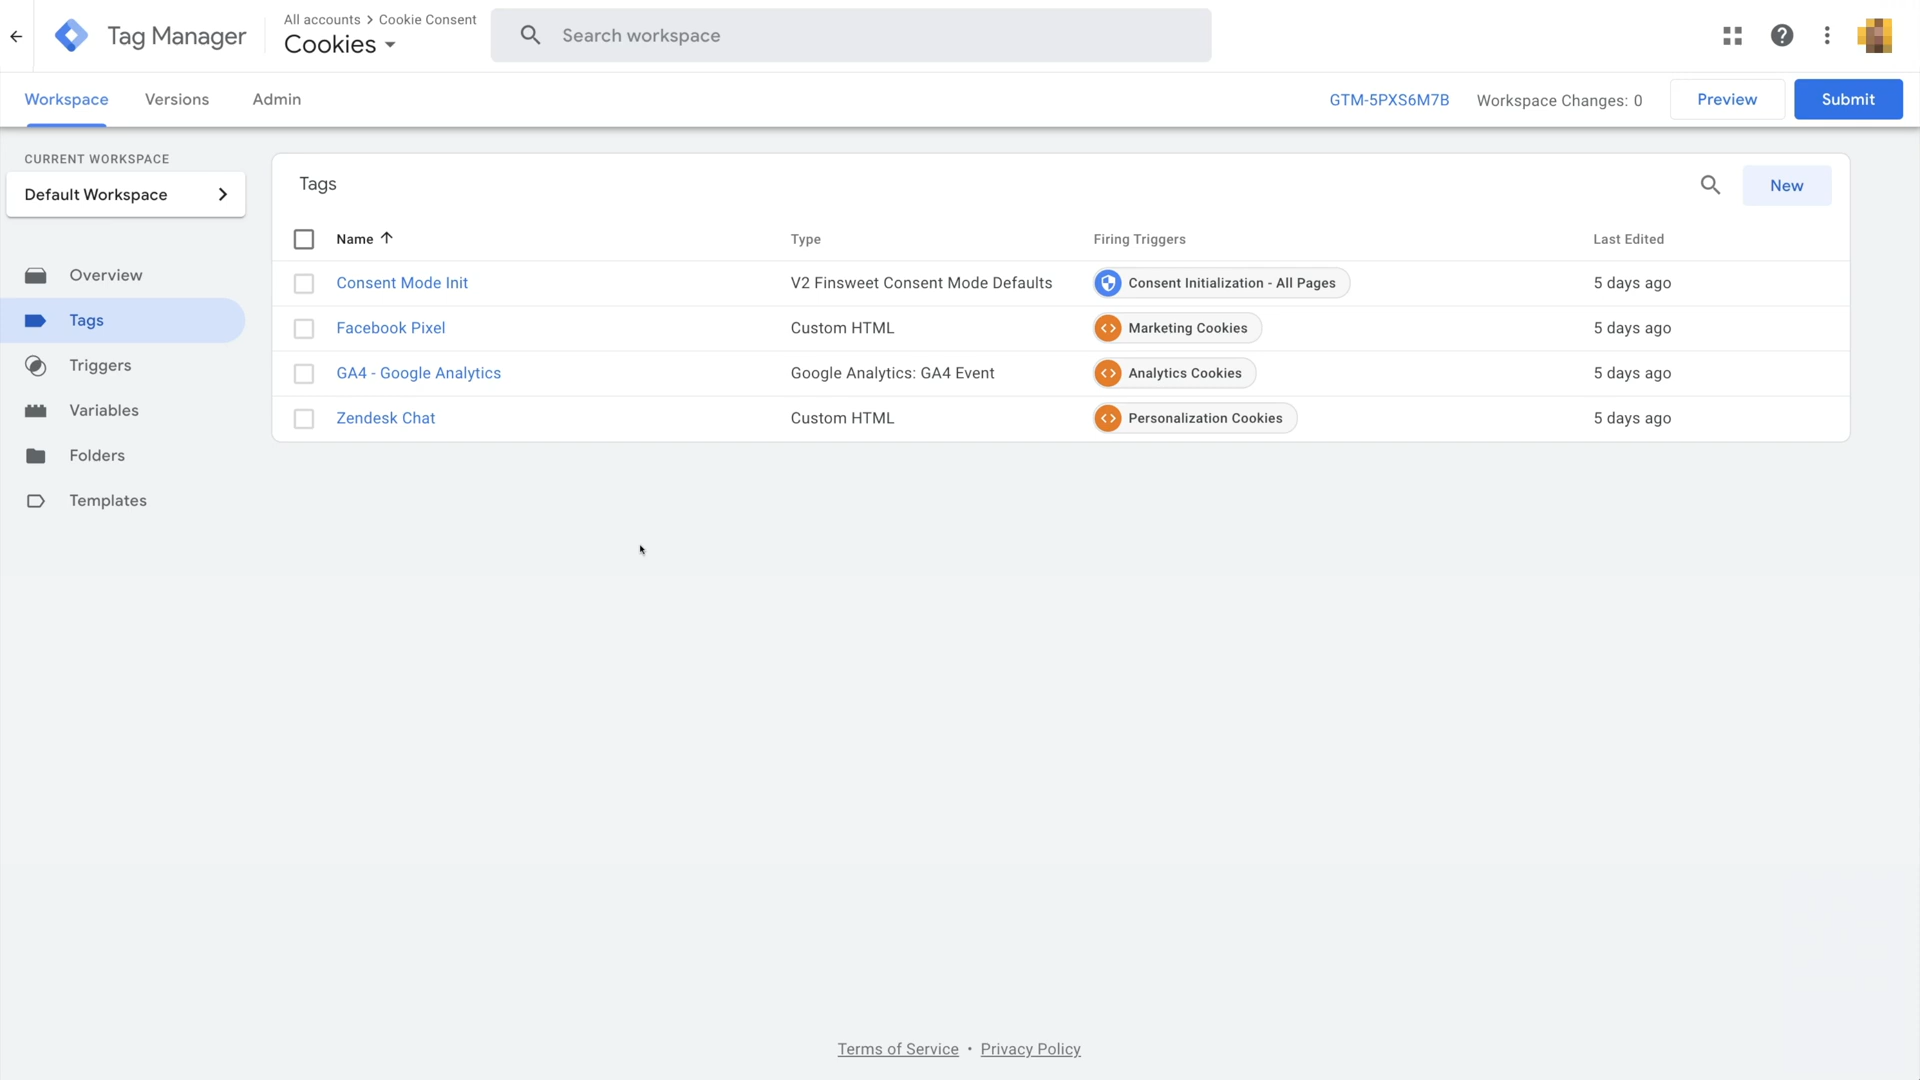 Tag Manager
All accounts > Cookie Consent
Cookies
Search workspace
Workspace
Versions
Admin
GTM-5PXS6M7B
Workspace Changes: 0
Preview
Submit
CURRENT WORKSPACE
Default Workspace
Overview
Tags
Triggers
Variables
Folders
Templates
Tags
New
Name Type Firing Triggers Last Edited
Consent Mode Init V2 Finsweet Consent Mode Defaults Consent Initialization - All Pages 5 days ago
Facebook Pixel Custom HTML Marketing Cookies 5 days ago
GA4 - Google Analytics Google Analytics: GA4 Event Analytics Cookies 5 days ago
Zendesk Chat Custom HTML Personalization Cookies 5 days ago
Terms of Service • Privacy Policy